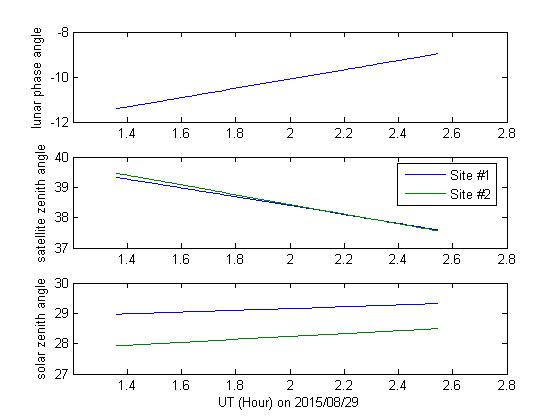 lunar phase angle
-8
-10
-12
1.4 1.6 1.8 2 2.2 2.4 2.6 2.8
satellite zenith angle
40
39
38
37
Site #1
Site #2
1.4 1.6 1.8 2 2.2 2.4 2.6 2.8
solar zenith angle
30
29
28
27
1.4 1.6 1.8 2 2.2 2.4 2.6 2.8
UT (Hour) on 2015/08/29